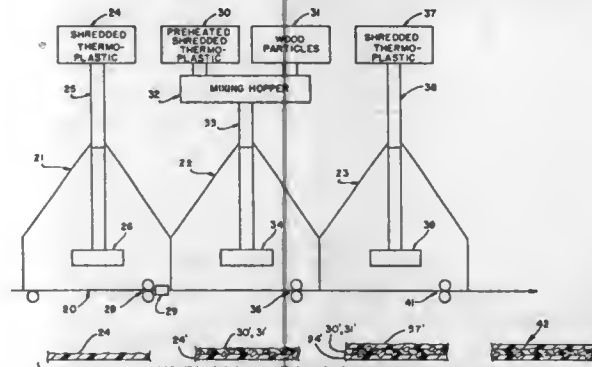 24
30
31
37
SHREDDED
THERMO-
PLASTIC
PREHEATED
SHREDDED
THERMO-
PLASTIC
WOOD
PARTICLES
SHREDDED
THERMO-
PLASTIC
32
MIXING HOPPER
25
33
38
21
22
23
26
34
39
20
28
29
36
41
24
24'
30',31'
94'
30',31'
37'
42